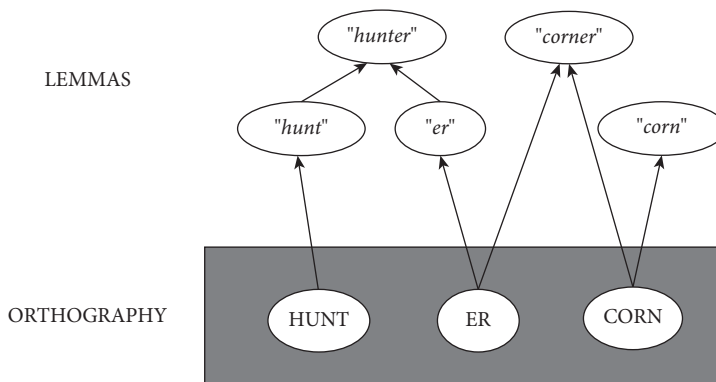 "hunter" "corner"
LEMMAS
"hunt" "er" "corn"
ORTHOGRAPHY HUNT ER CORN